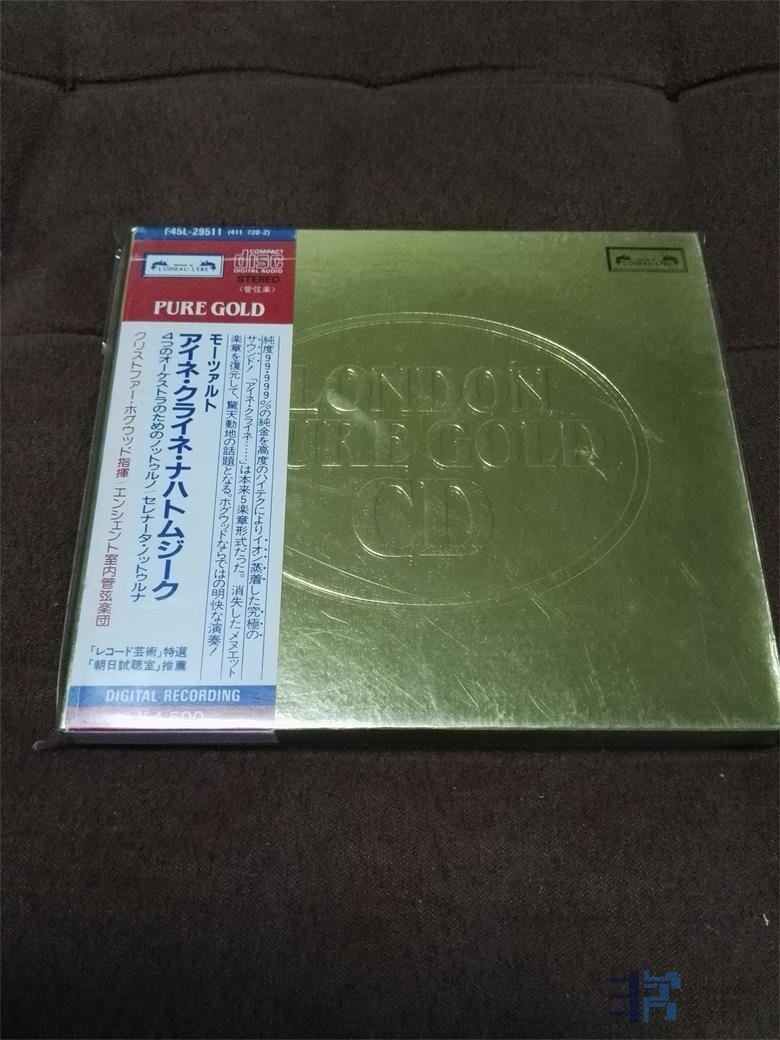 F45L-29511 (411 720-2)
L'OISEAU-LYRE
COMPACT
disc
DIGITAL AUDIO
STEREO
〈管弦楽〉
PURE GOLD
純度99.999%の純金を高度のハイテクによりイオン蒸着した究極の
サウンド!「アイネ・クライネ……」は本来5楽章形式だった。消失したメヌエット
楽章を復元して、驚天動地の話題となる。ホグウッドならではの明快な演奏!
モーツァルト
アイネ・クライネ・ナハトムジーク
4つのオーケストラのためのノットゥルノ/セレナータ・ノットゥルナ
クリストファー・ホグウッド指揮/エンシェント室内管弦楽団
「レコード芸術」特選
「朝日試聴室」推薦
DIGITAL RECORDING
L'OISEAU-LYRE
LONDON
PURE GOLD
CD